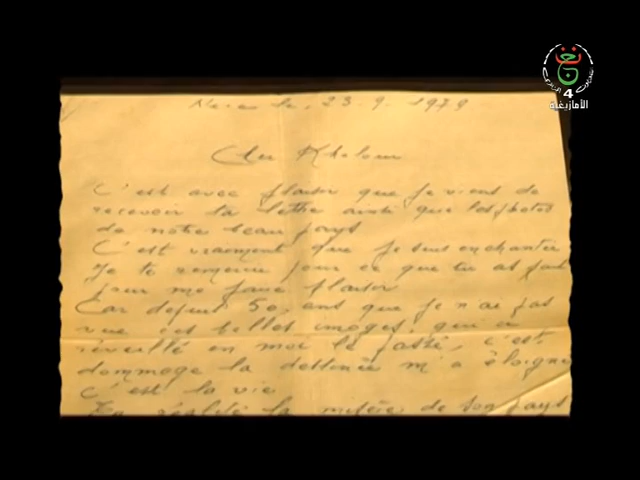 4
الأمازيغية
le, 23.9. 1979
Cher
C'est avec plaisir que je viens de
recevoir ta lettre ainsi que les photos
de notre beau pays
C'est vraiment que je suis enchanter
Je te remercie pour ce que tu as fait
pour me faire plaisir
Car depuis 50, ans que je n'ai pas
vue ces belles images, qui a
réveillé en moi le passé, c'est,
dommage la destinée m'a éloigné
C'est la vie
En réalité la misère de son pays